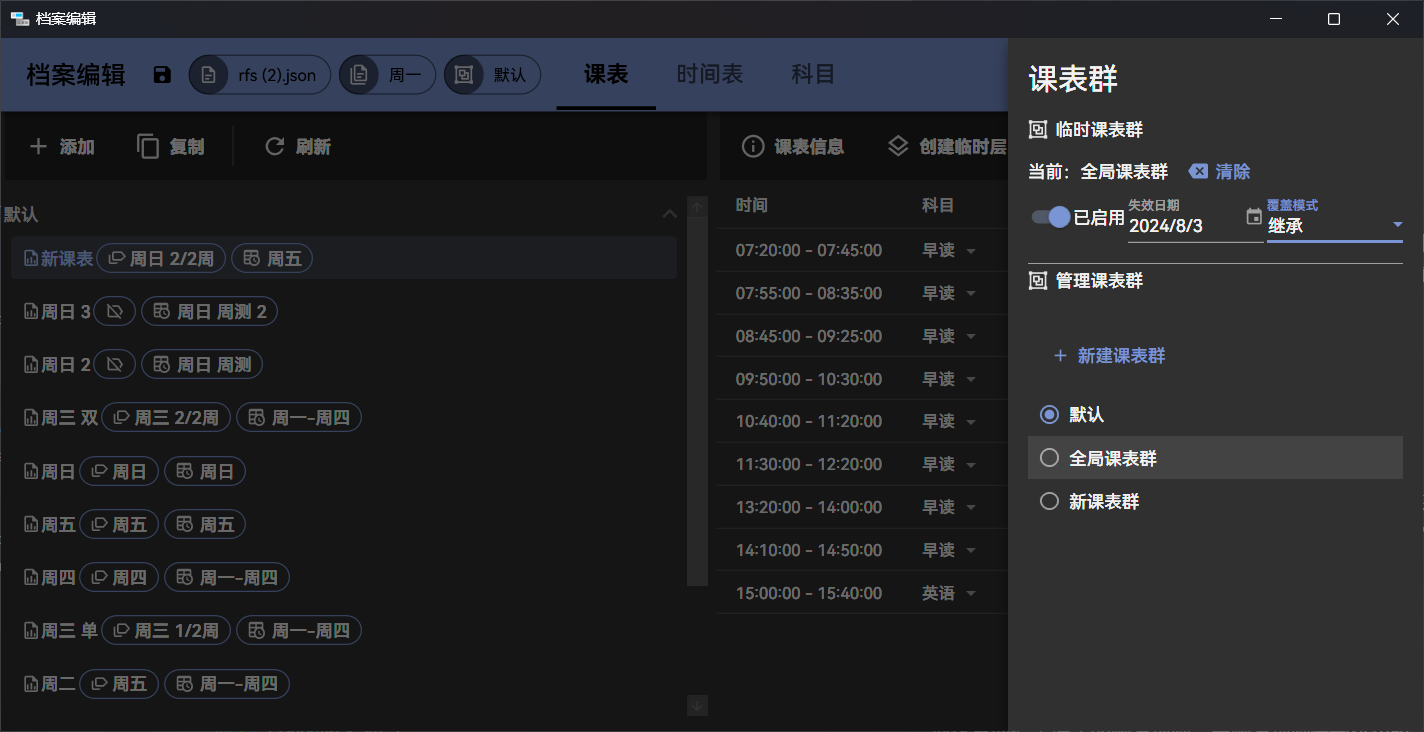 档案编辑
档案编辑 rfs (2).json 周一 默认 课表 时间表 科目
添加 复制 刷新
默认
新课表 周日 2/2周 周五
周日 3 周日 周测 2
周日 2 周日 周测
周三 双 周三 2/2周 周一-周四
周日 周日 周日
周五 周五 周五
周四 周四 周一-周四
周三 单 周三 1/2周 周一-周四
周二 周五 周一-周四
课表信息 创建临时层
时间 科目
07:20:00 - 07:45:00 早读
07:55:00 - 08:35:00 早读
08:45:00 - 09:25:00 早读
09:50:00 - 10:30:00 早读
10:40:00 - 11:20:00 早读
11:30:00 - 12:20:00 早读
13:20:00 - 14:00:00 早读
14:10:00 - 14:50:00 早读
15:00:00 - 15:40:00 英语
课表群
临时课表群
当前：全局课表群 清除
已启用 失效日期 覆盖模式
2024/8/3 继承
管理课表群
+ 新建课表群
默认
全局课表群
新课表群